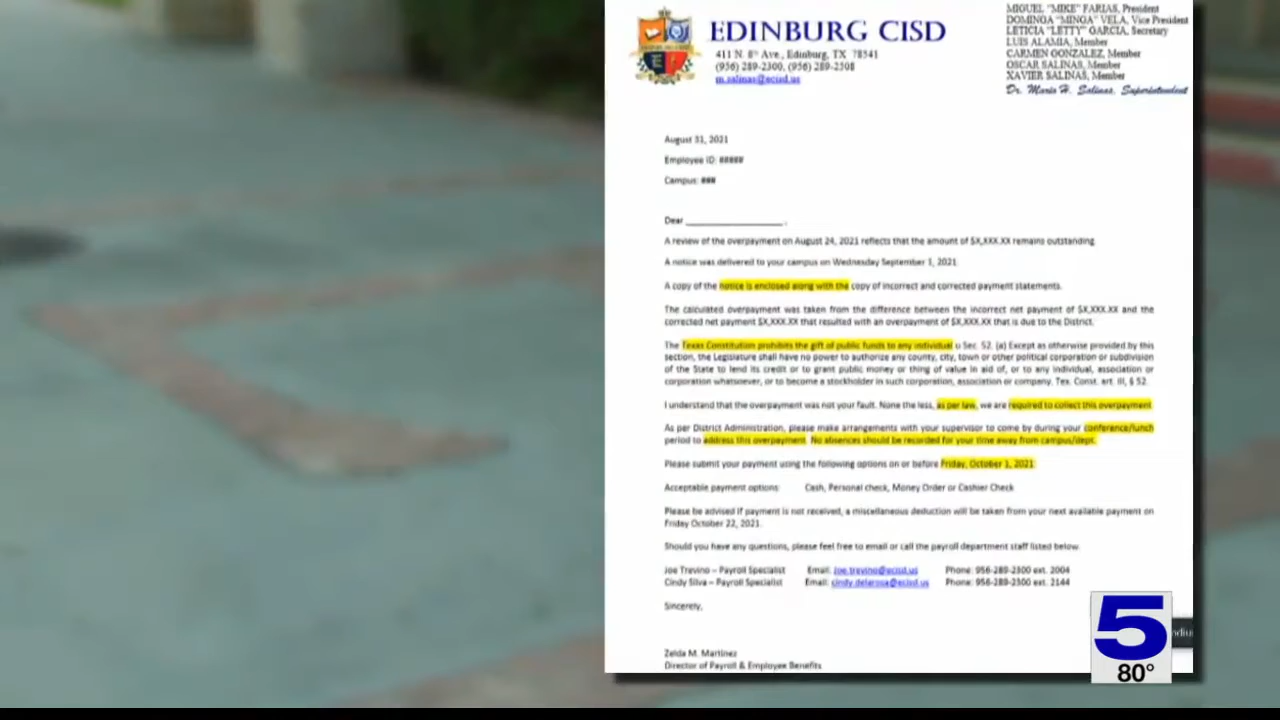 EDINBURG CISD
411 N. 8th Ave., Edinburg, TX 78541
(956) 289-2300, (956) 289-2508
m.salinas@ecisd.us
MIGUEL "MIKE" FARIAS, President
DOMINGA "MINGA" VELA, Vice President
LETICIA "LETTY" GARCIA, Secretary
LUIS ALAMIA, Member
CARMEN GONZALEZ, Member
OSCAR SALINAS, Member
XAVIER SALINAS, Member
Dr. Mario H. Salinas, Superintendent
August 31, 2021
Employee ID: #####
Campus: ###
Dear ____________________ ,
A review of the overpayment on August 24, 2021 reflects that the amount of $X,XXX.XX remains outstanding
A notice was delivered to your campus on Wednesday September 1, 2021
A copy of the notice is enclosed along with the copy of incorrect and corrected payment statements.
The calculated overpayment was taken from the difference between the incorrect net payment of $X,XXX.XX and the
corrected net payment $X,XXX.XX that resulted with an overpayment of $X,XXX.XX that is due to the District.
The Texas Constitution prohibits the gift of public funds to any individual o Sec. 52. (a) Except as otherwise provided by this
section, the Legislature shall have no power to authorize any county, city, town or other political corporation or subdivision
of the State to lend its credit or to grant public money or thing of value in aid of, or to any individual, association or
corporation whatsoever, or to become a stockholder in such corporation, association or company. Tex. Const. art. III, § 52.
I understand that the overpayment was not your fault. None the less, as per law, we are required to collect this overpayment
As per District Administration, please make arrangements with your supervisor to come by during your conference/lunch
period to address this overpayment. No absences should be recorded for your time away from campus/dept.
Please submit your payment using the following options on or before Friday, October 1, 2021
Acceptable payment options: Cash, Personal check, Money Order or Cashier Check
Please be advised if payment is not received, a miscellaneous deduction will be taken from your next available payment on
Friday October 22, 2021.
Should you have any questions, please feel free to email or call the payroll department staff listed below.
Joe Trevino – Payroll Specialist Email: joe.trevino@ecisd.us Phone: 956-289-2300 ext. 2004
Cindy Silva – Payroll Specialist Email: cindy.delarosa@ecisd.us Phone: 956-289-2300 ext. 2144
Sincerely,
Zelda M. Martinez
Director of Payroll & Employee Benefits
5
80°